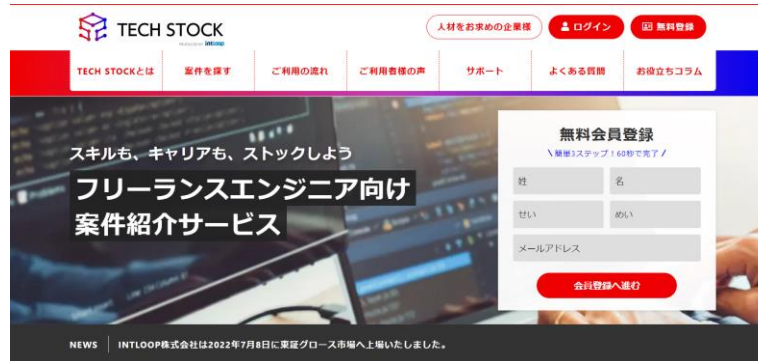 TECH STOCK
Produced by intloop
人材をお求めの企業様
ログイン
無料登録
TECH STOCKとは
案件を探す
ご利用の流れ
ご利用者様の声
サポート
よくある質問
お役立ちコラム
スキルも、キャリアも、ストックしよう
フリーランスエンジニア向け
案件紹介サービス
無料会員登録
\ 簡単3ステップ！60秒で完了 /
姓
名
せい
めい
メールアドレス
会員登録へ進む
NEWS
INTLOOP株式会社は2022年7月8日に東証グロース市場へ上場いたしました。